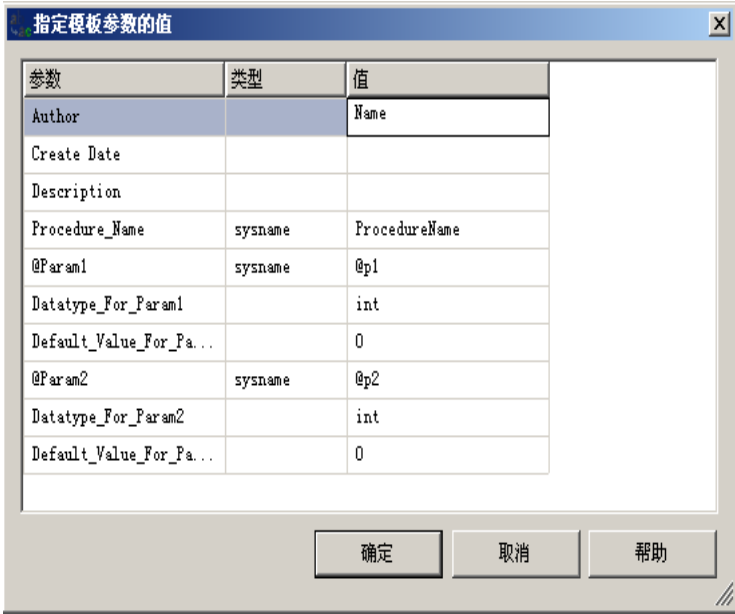 指定模板参数的值
参数 类型 值
Author Name
Create Date
Description
Procedure_Name sysname ProcedureName
@Param1 sysname @p1
Datatype_For_Param1 int
Default_Value_For_Pa... 0
@Param2 sysname @p2
Datatype_For_Param2 int
Default_Value_For_Pa... 0
确定 取消 帮助